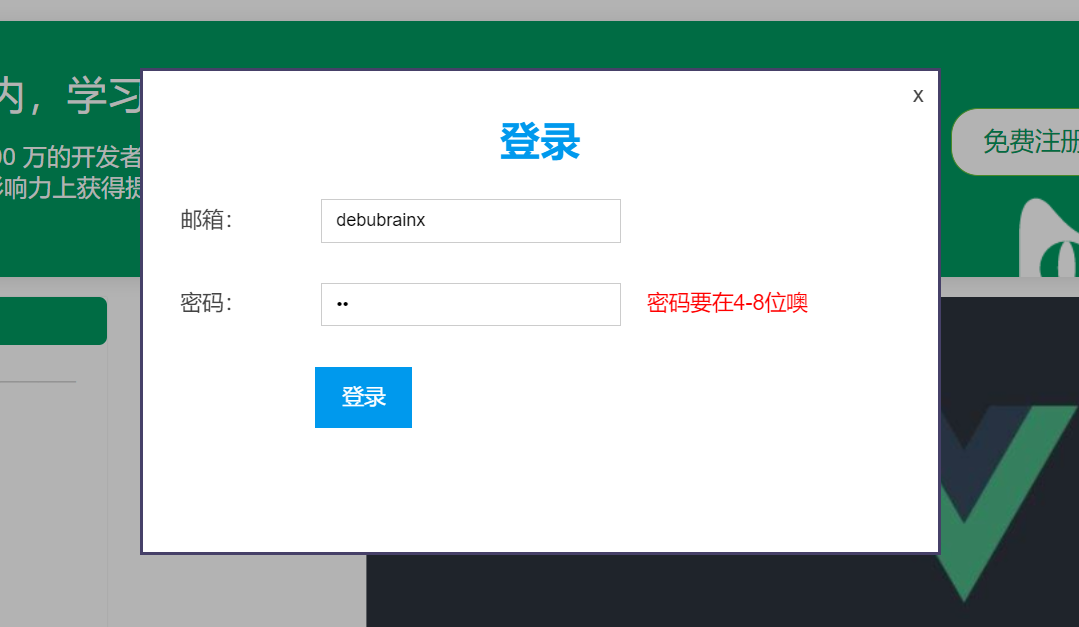 内，学习
x
登录
00 万的开发者
免费注册
影响力上获得提
邮箱：
debubrainx
密码：
••
密码要在4-8位噢
登录